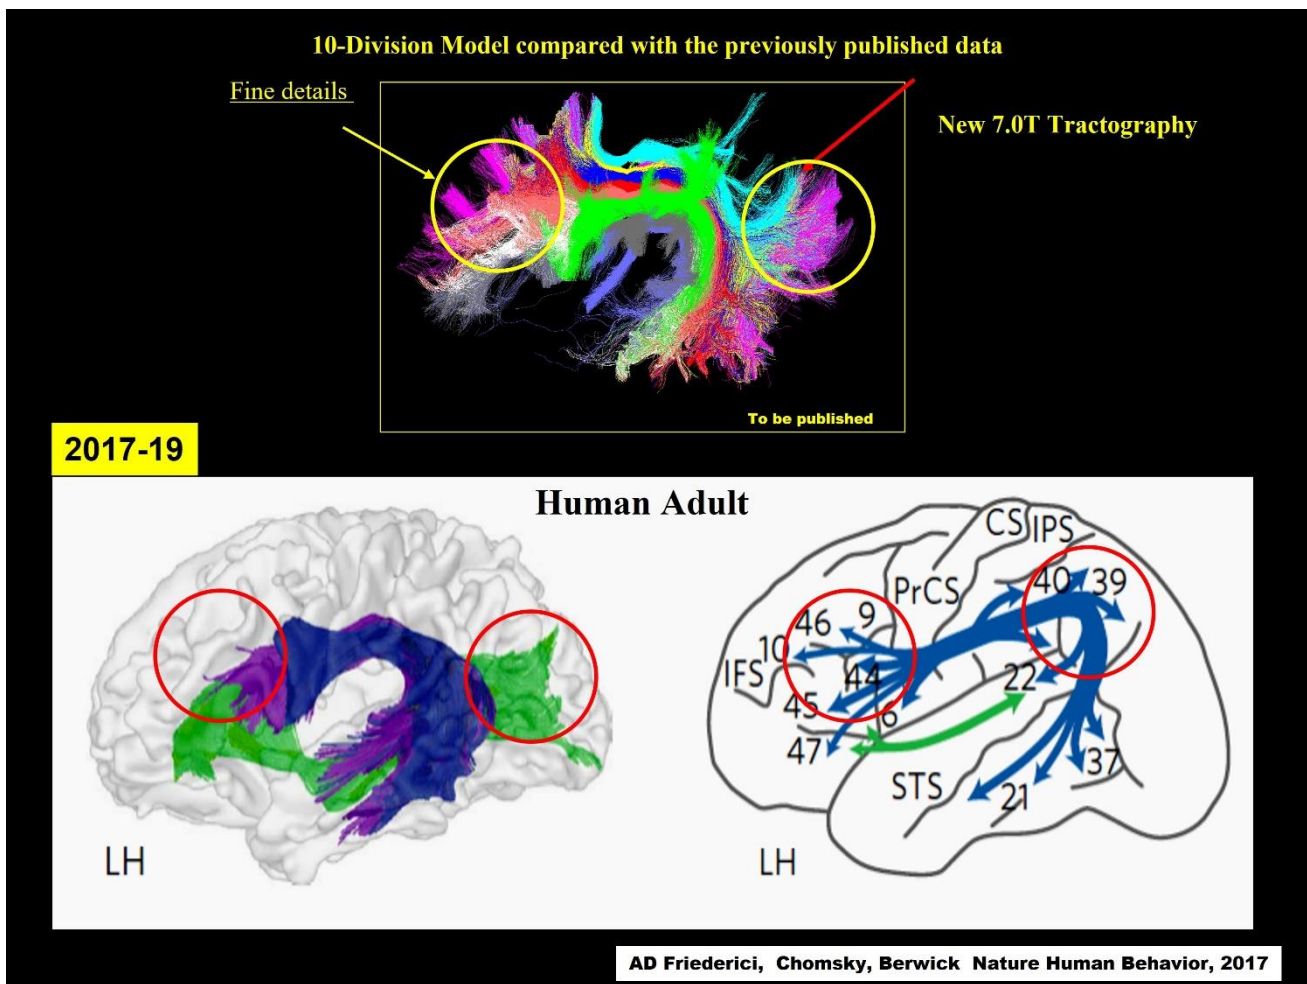 10-Division Model compared with the previously published data
Fine details
New 7.0T Tractography
To be published
2017-19
Human Adult
LH
CS IPS
40 39
PrCS
46 9
10
IFS 44 22
45 6
47 37
STS
21
LH
AD Friederici, Chomsky, Berwick Nature Human Behavior, 2017